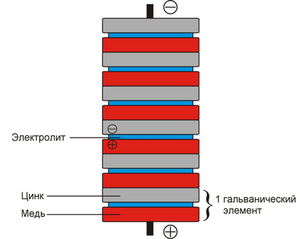 ⊖
Электролит
⊖
⊕
Цинк
Медь
1 гальванический
элемент
⊕